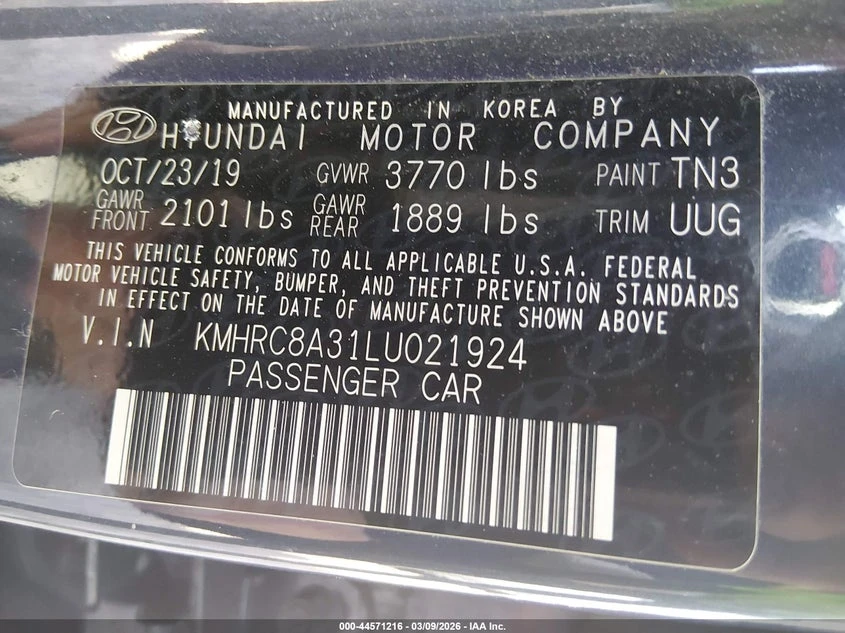 MANUFACTURED IN KOREA BY
HYUNDAI MOTOR COMPANY
OCT/23/19 GVWR 3770 lbs PAINT TN3
GAWR FRONT 2101 lbs GAWR REAR 1889 lbs TRIM UUG
THIS VEHICLE CONFORMS TO ALL APPLICABLE U.S.A. FEDERAL
MOTOR VEHICLE SAFETY, BUMPER, AND THEFT PREVENTION STANDARDS
IN EFFECT ON THE DATE OF MANUFACTURE SHOWN ABOVE
V.I.N KMHRC8A31LU021924
PASSENGER CAR
000-44571216 - 03/09/2026 - IAA Inc.